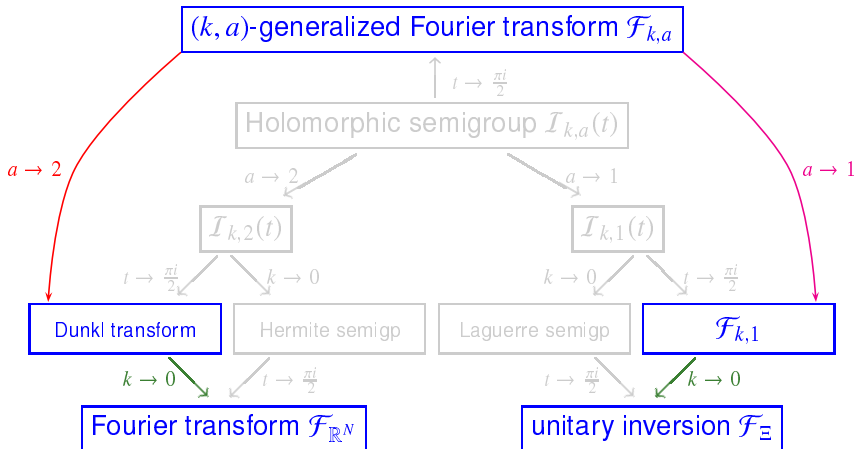 (k, a)-generalized Fourier transform ℱ_{k,a}
t → πi/2
Holomorphic semigroup ℐ_{k,a}(t)
a → 2
a → 2
a → 1
a → 1
ℐ_{k,2}(t)
ℐ_{k,1}(t)
t → πi/2
k → 0
k → 0
t → πi/2
Dunkl transform
Hermite semigp
Laguerre semigp
ℱ_{k,1}
k → 0
t → πi/2
t → πi/2
k → 0
Fourier transform ℱ_{ℝ^N}
unitary inversion ℱ_Ξ